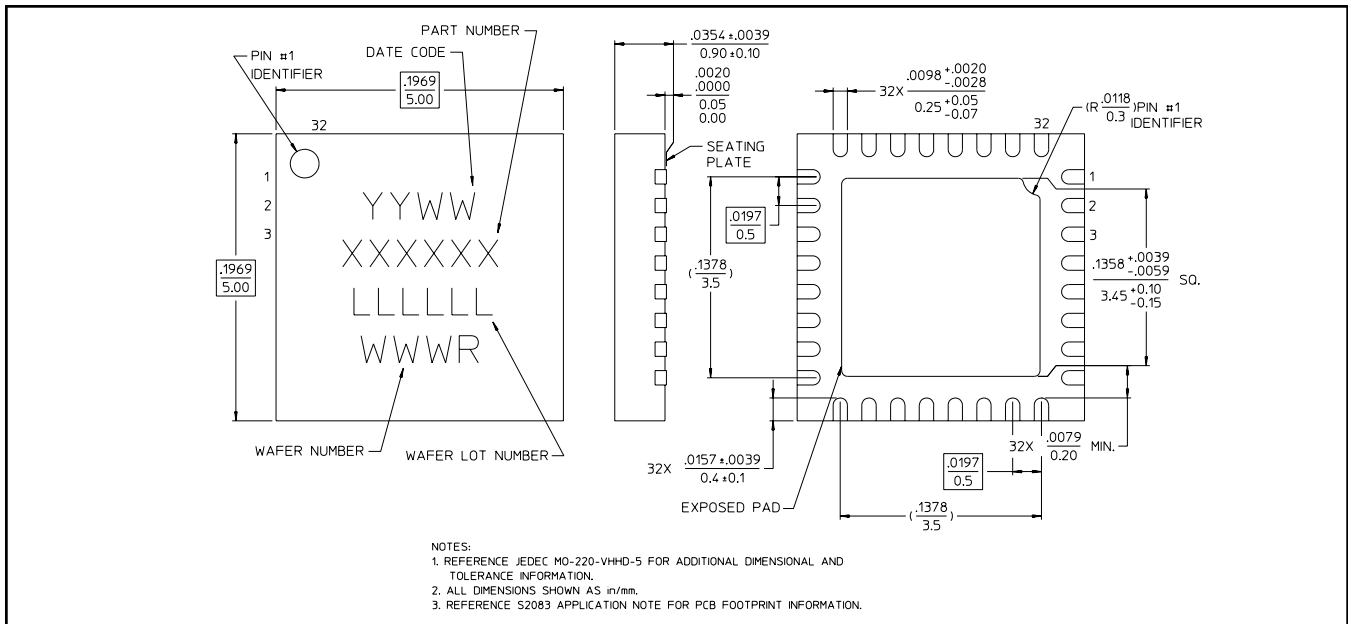 PART NUMBER
DATE CODE
PIN #1
IDENTIFIER
.1969
5.00
32
1
2
3
.1969
5.00
YYWW
XXXXXX
LLLLLL
WWWR
WAFER NUMBER
WAFER LOT NUMBER
.0354 ±.0039
0.90 ±0.10
.0020
.0000
0.05
0.00
SEATING
PLATE
32X .0098 +.0020 -.0028
0.25 +0.05 -0.07
32
(R .0118 ) PIN #1
0.3
IDENTIFIER
.0197
0.5
(.1378)
3.5
1
2
3
.1358 +.0039 -.0059 SQ.
3.45 +0.10 -0.15
32X .0157 ±.0039
0.4 ±0.1
32X .0079 MIN.
0.20
.0197
0.5
EXPOSED PAD
(.1378)
3.5
NOTES:
1. REFERENCE JEDEC MO-220-VHHD-5 FOR ADDITIONAL DIMENSIONAL AND
TOLERANCE INFORMATION.
2. ALL DIMENSIONS SHOWN AS in/mm.
3. REFERENCE S2083 APPLICATION NOTE FOR PCB FOOTPRINT INFORMATION.